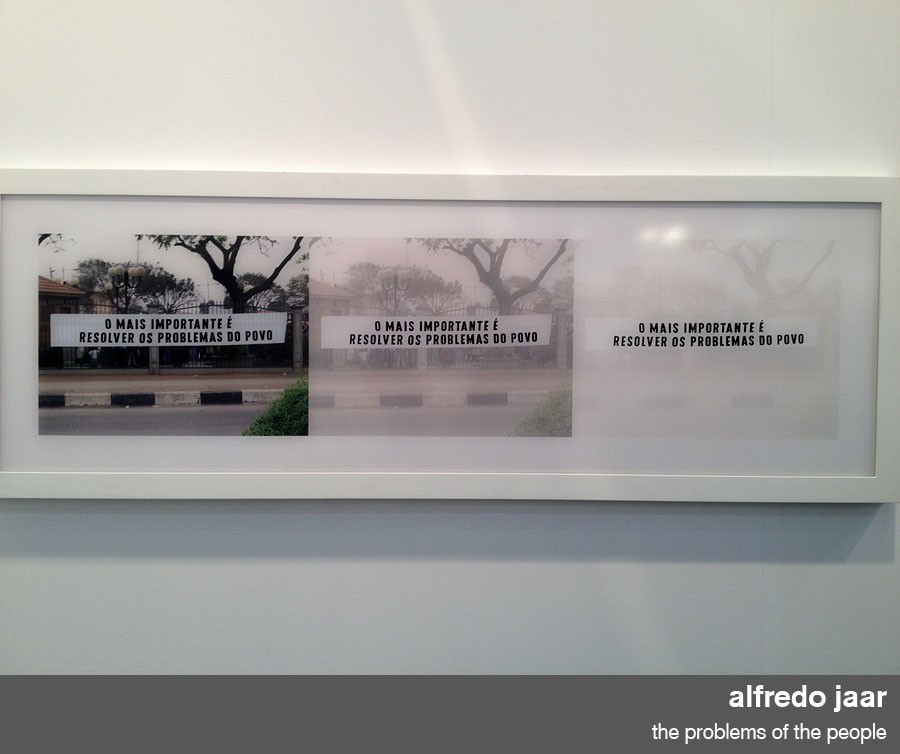 O MAIS IMPORTANTE É
RESOLVER OS PROBLEMAS DO POVO
O MAIS IMPORTANTE É
RESOLVER OS PROBLEMAS DO POVO
O MAIS IMPORTANTE É
RESOLVER OS PROBLEMAS DO POVO
alfredo jaar
the problems of the people